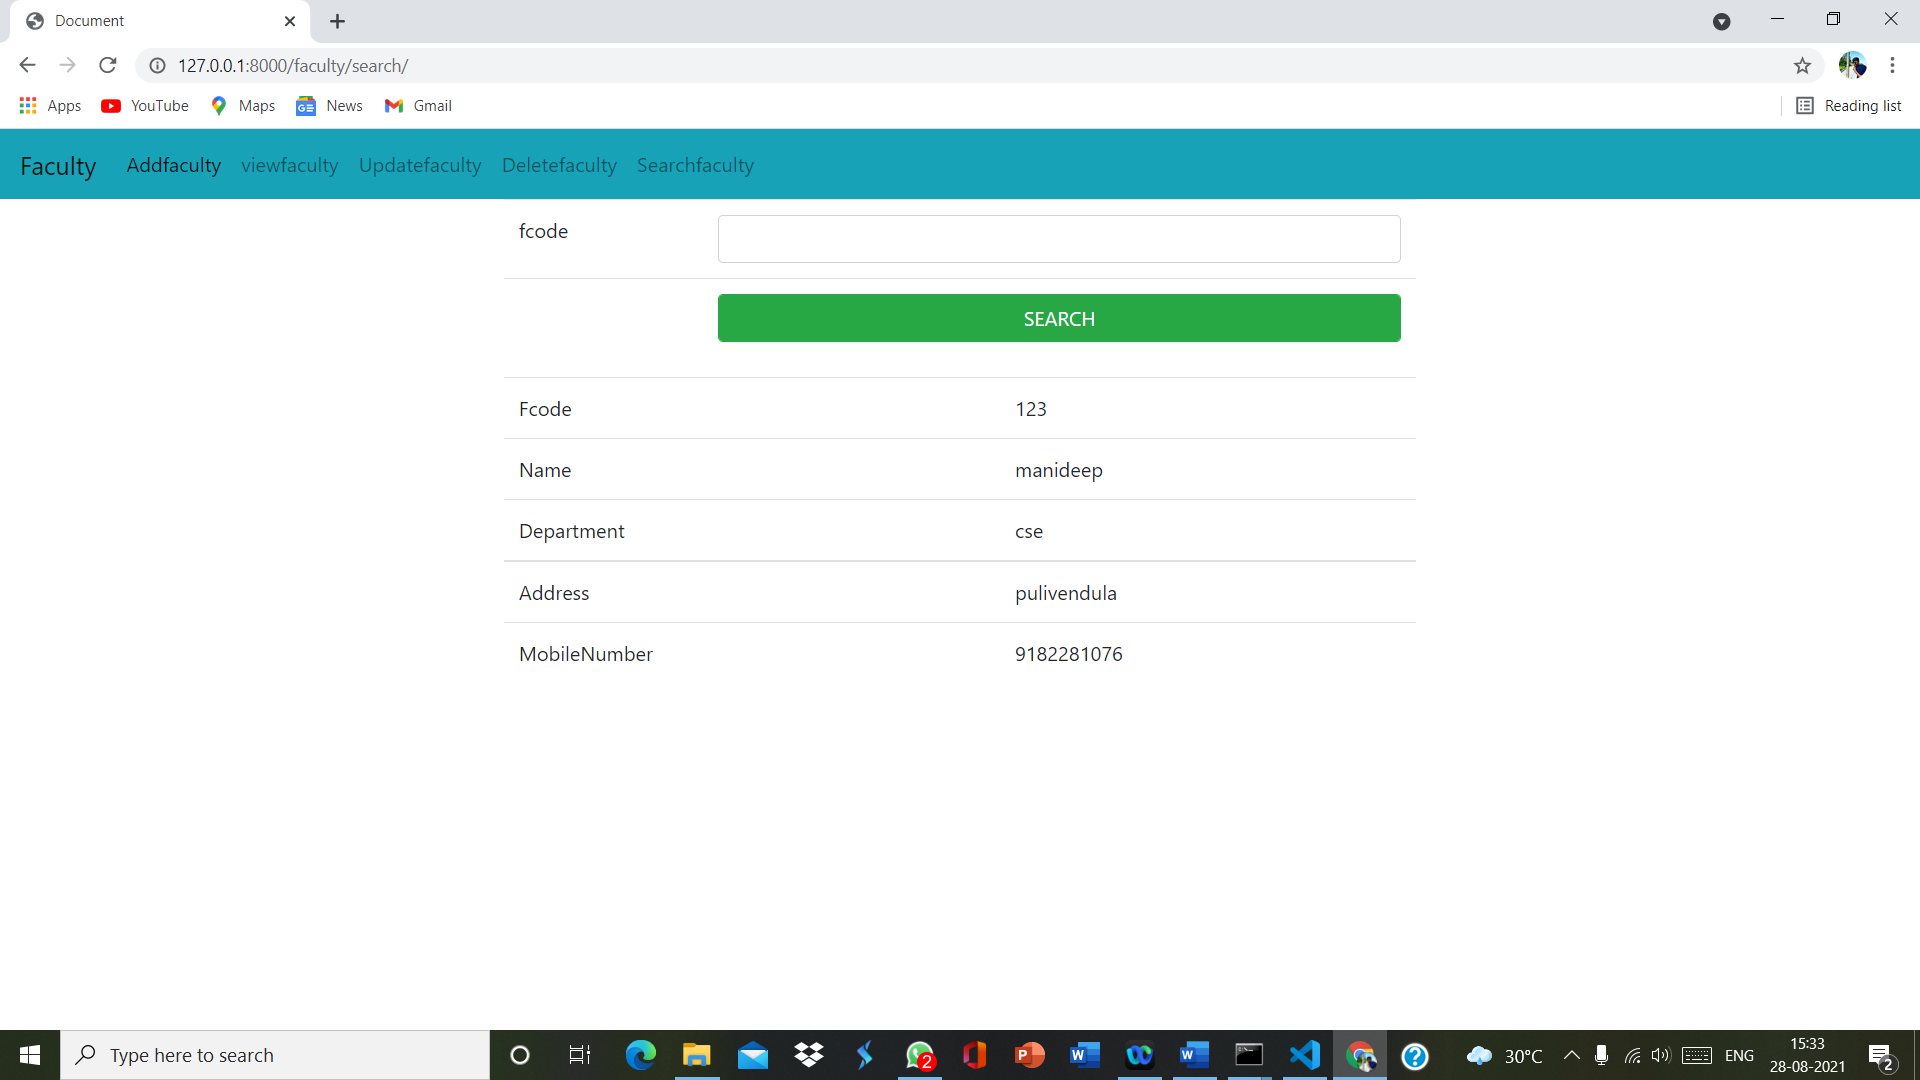 Document
127.0.0.1:8000/faculty/search/
Apps YouTube Maps News Gmail Reading list
Faculty Addfaculty viewfaculty Updatefaculty Deletefaculty Searchfaculty
fcode
SEARCH
Fcode 123
Name manideep
Department cse
Address pulivendula
MobileNumber 9182281076
Type here to search 2 30°C ENG 15:33
28-08-2021 2